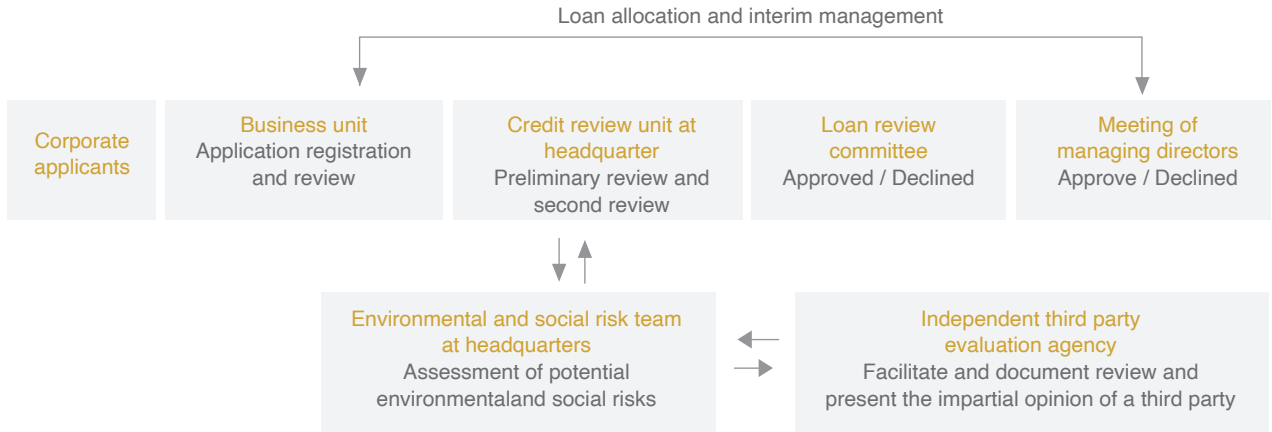 Loan allocation and interim management
Corporate
applicants
Business unit
Application registration
and review
Credit review unit at
headquarter
Preliminary review and
second review
Loan review
committee
Approved / Declined
Meeting of
managing directors
Approve / Declined
Environmental and social risk team
at headquarters
Assessment of potential
environmentaland social risks
Independent third party
evaluation agency
Facilitate and document review and
present the impartial opinion of a third party